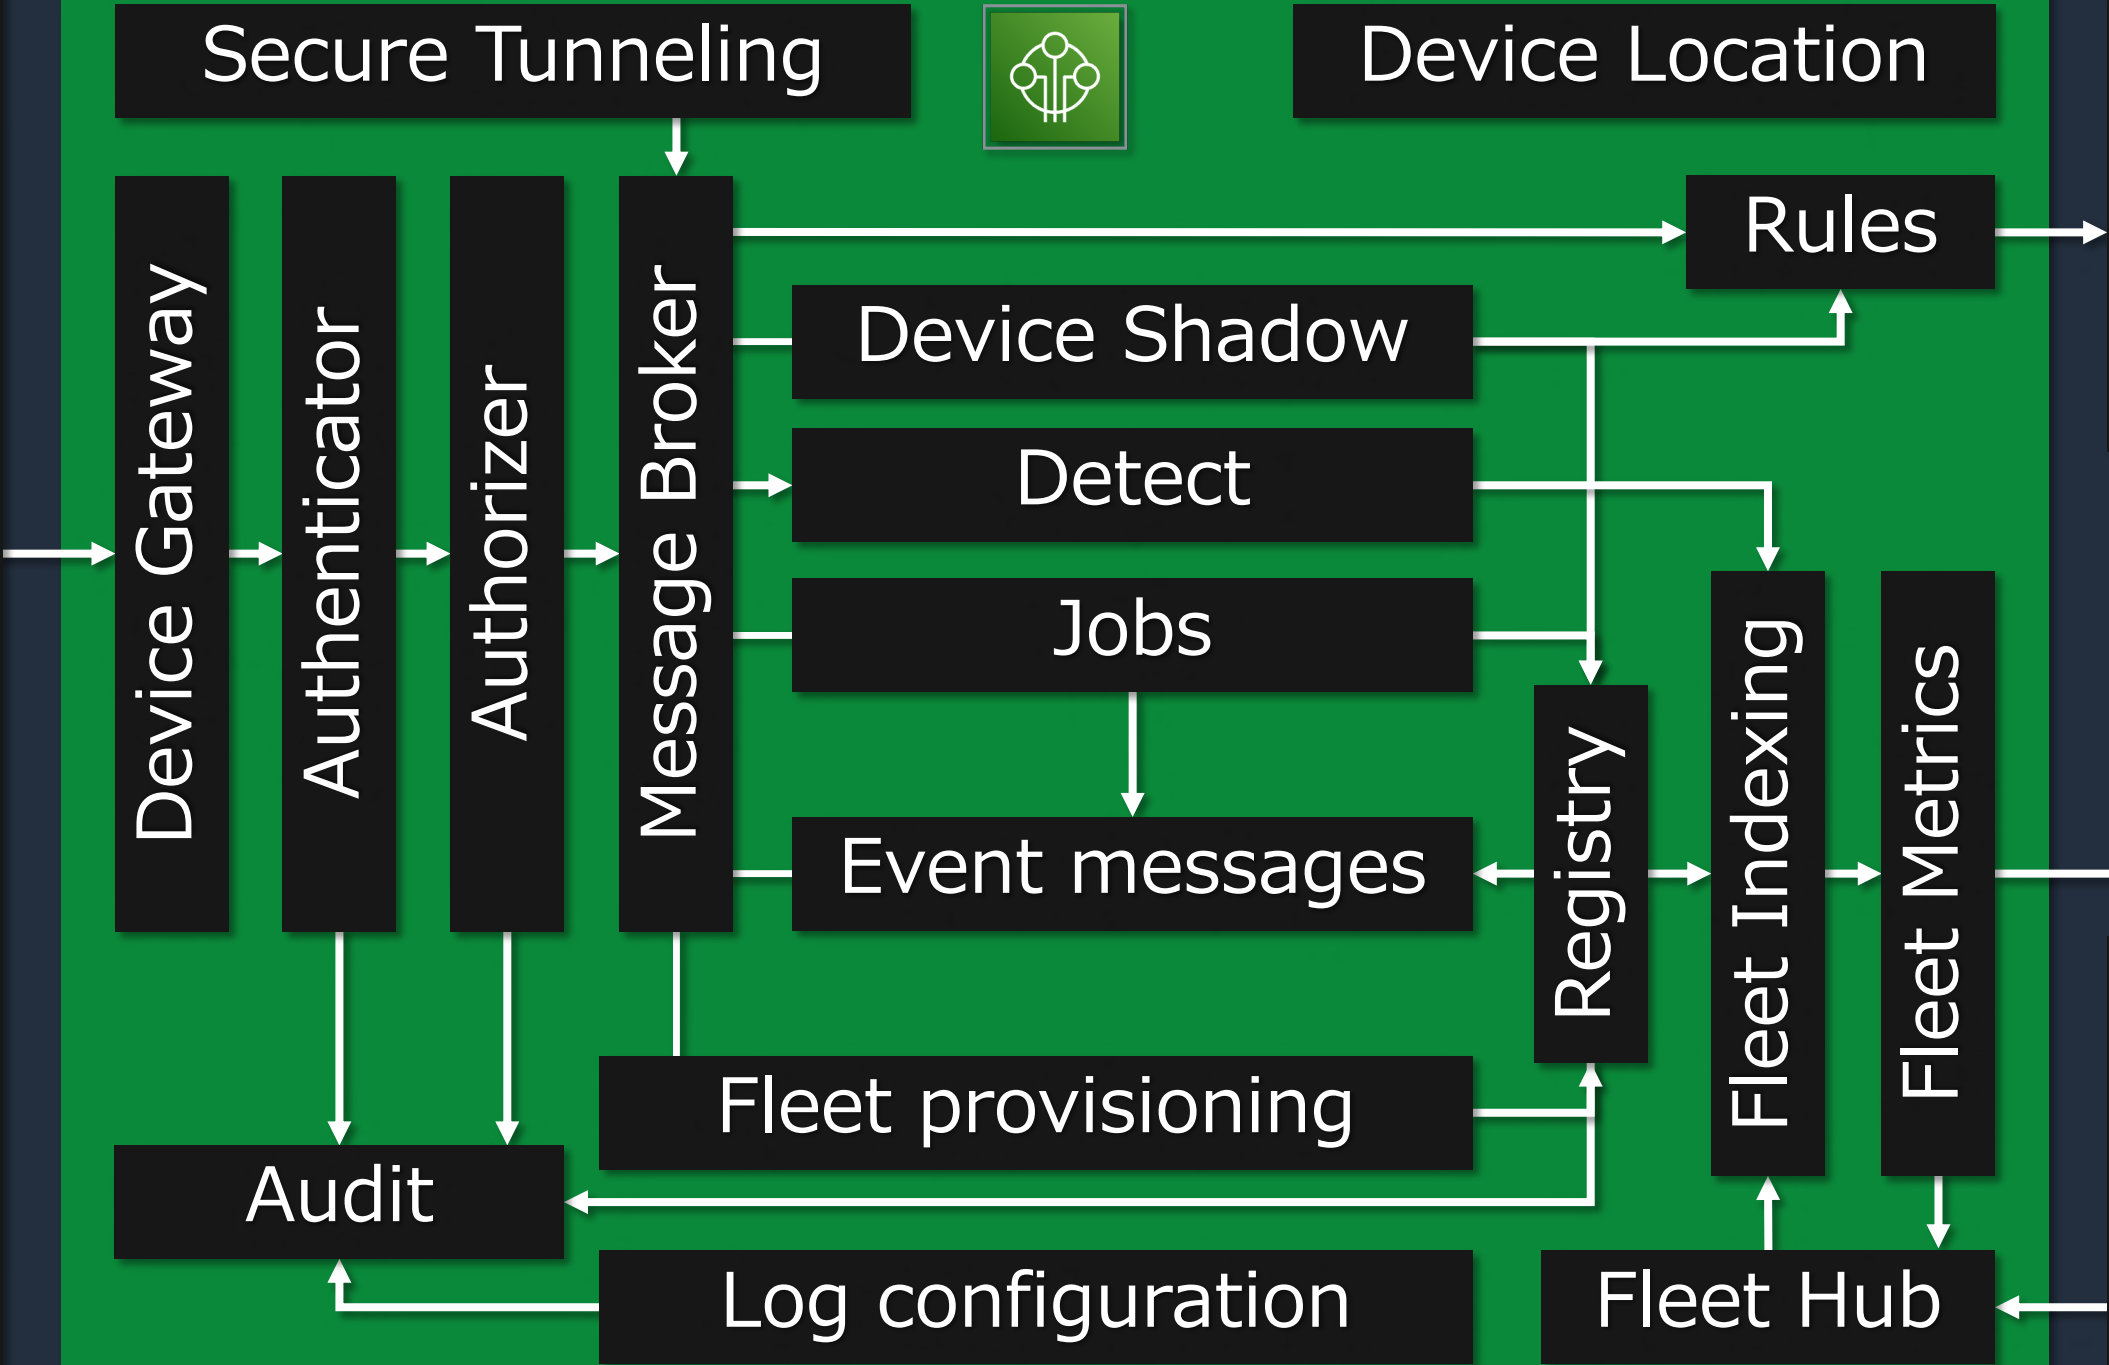 Secure Tunneling
Device Location
Device Gateway
Authenticator
Authorizer
Message Broker
Rules
Device Shadow
Detect
Jobs
Event messages
Registry
Fleet Indexing
Fleet Metrics
Fleet provisioning
Audit
Log configuration
Fleet Hub